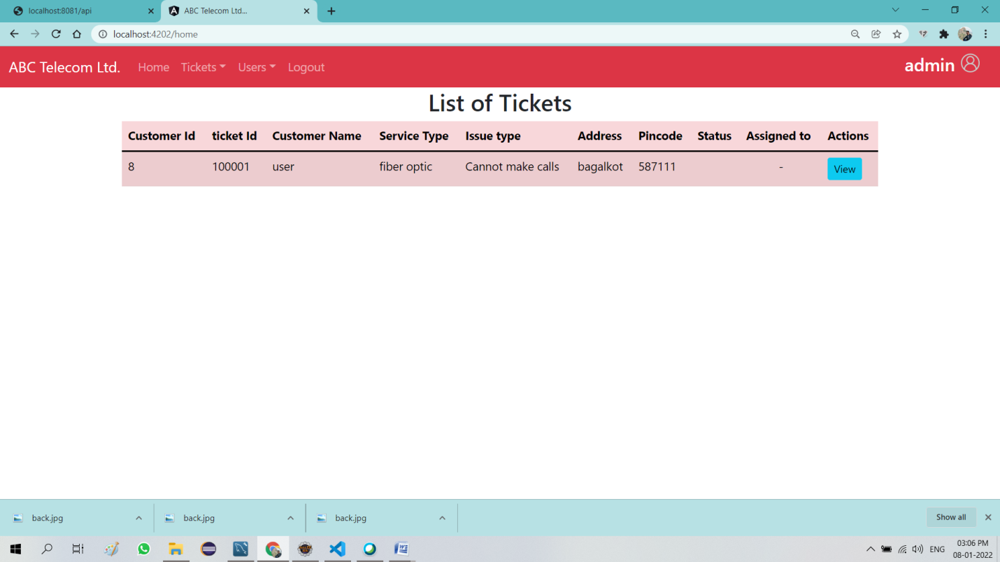 localhost:8081/api
ABC Telecom Ltd...
localhost:4202/home
ABC Telecom Ltd. Home Tickets Users Logout admin
List of Tickets
Customer Id ticket Id Customer Name Service Type Issue type Address Pincode Status Assigned to Actions
8 100001 user fiber optic Cannot make calls bagalkot 587111 - View
back.jpg back.jpg back.jpg Show all
ENG 03:06 PM
08-01-2022